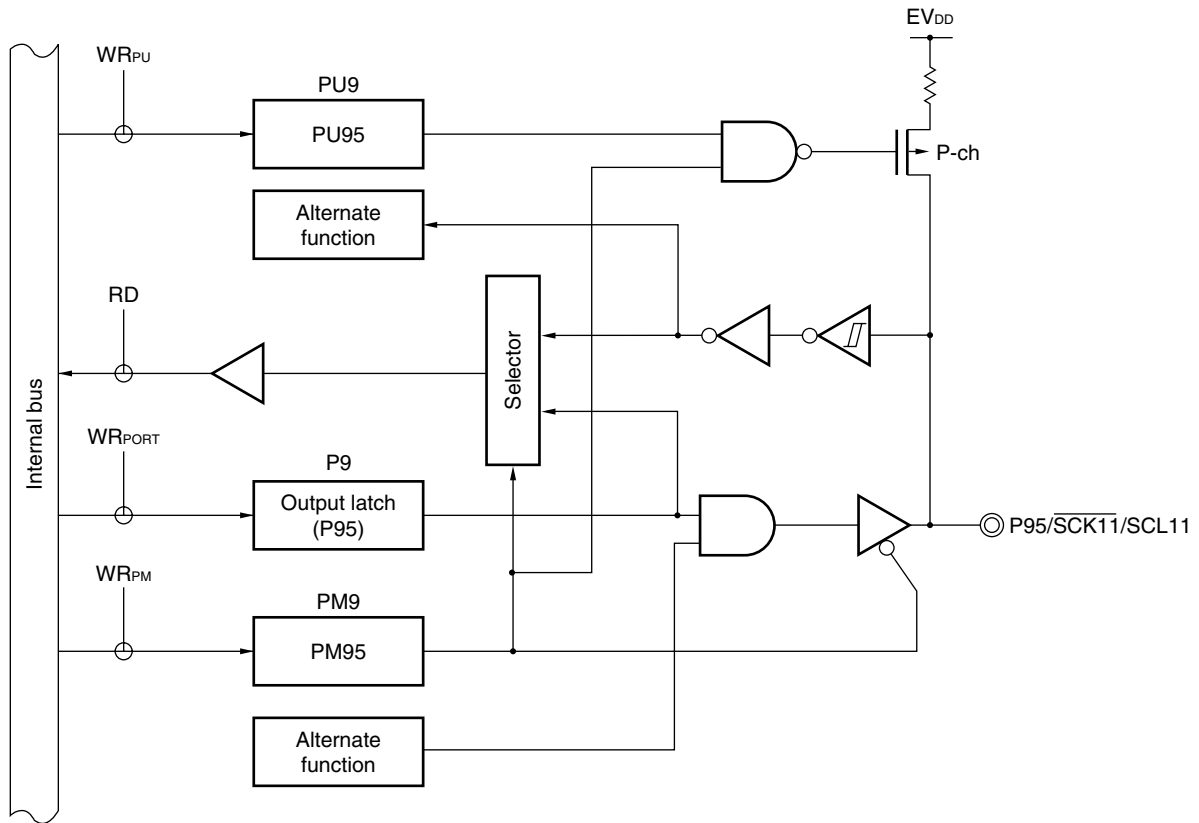 EVDD
WRPU
PU9
PU95
P-ch
Alternate
function
RD
Selector
Internal bus
WRPORT
P9
Output latch
(P95)
P95/SCK11/SCL11
WRPM
PM9
PM95
Alternate
function